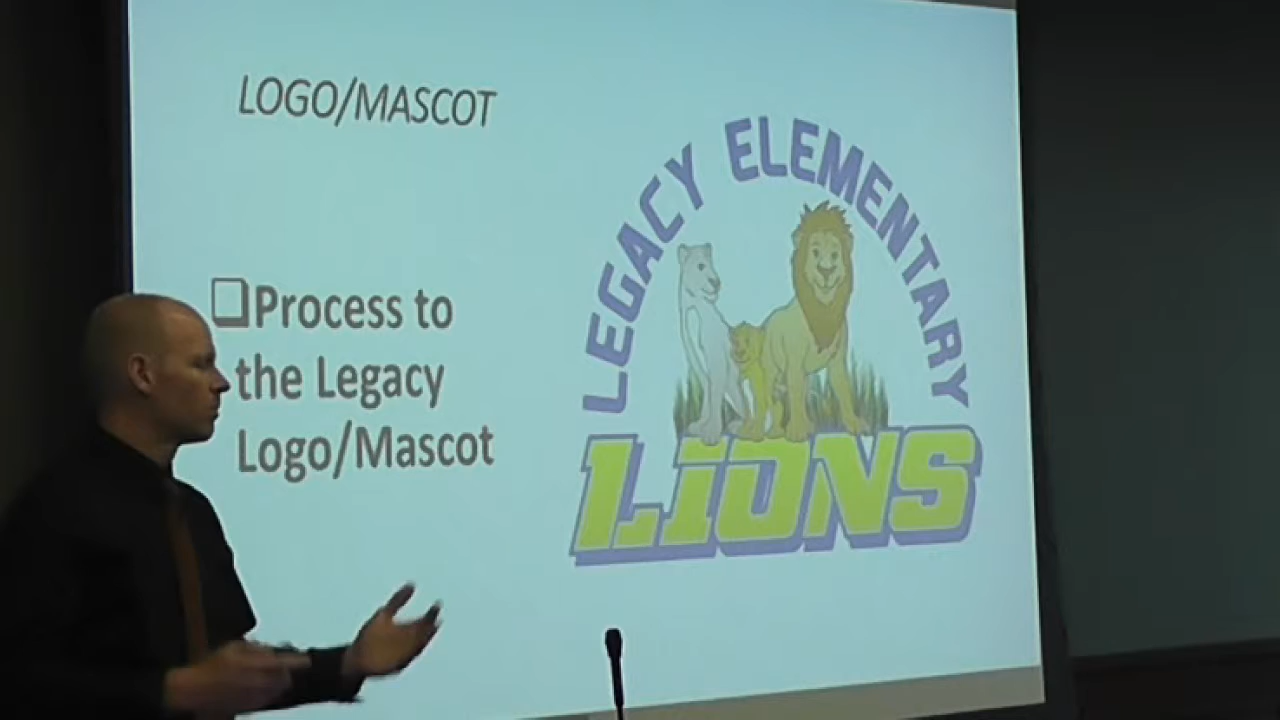 LOGO/MASCOT
❑Process to
the Legacy
Logo/Mascot
LEGACY ELEMENTARY
LIONS